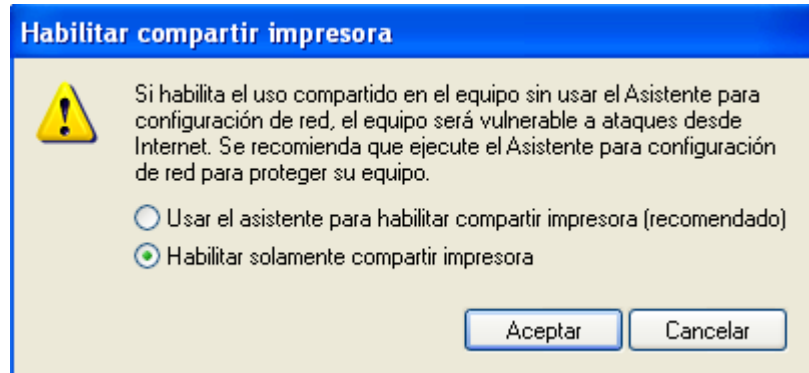 Habilitar compartir impresora
Si habilita el uso compartido en el equipo sin usar el Asistente para
configuración de red, el equipo será vulnerable a ataques desde
Internet. Se recomienda que ejecute el Asistente para configuración
de red para proteger su equipo.
Usar el asistente para habilitar compartir impresora (recomendado)
Habilitar solamente compartir impresora
Aceptar Cancelar